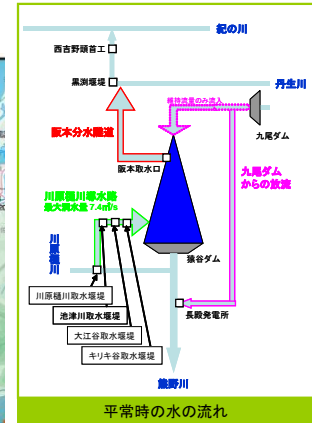 紀の川
西吉野頭首工
黒渕堰堤
丹生川
維持流量のみ流入
九尾ダム
阪本分水隧道
阪本取水口
九尾ダム
からの放流
川原樋川導水路
最大取水量 7.4㎥/s
川原樋川
猿谷ダム
川原樋川取水堰堤
池津川取水堰堤
大江谷取水堰堤
キリキ谷取水堰堤
長殿発電所
熊野川
平常時の水の流れ